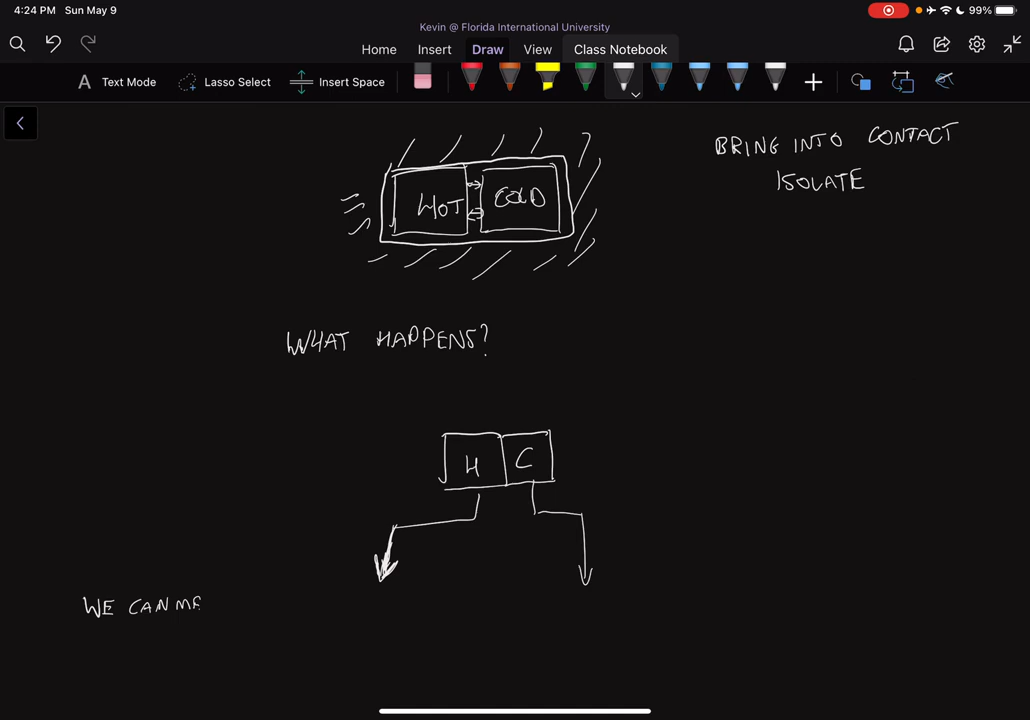 4:24 PM Sun May 9
99%
Kevin @ Florida International University
Home Insert Draw View Class Notebook
A Text Mode Lasso Select Insert Space
BRING INTO CONTACT
ISOLATE
HOT COLD
WHAT HAPPENS?
H C
WE CAN ME